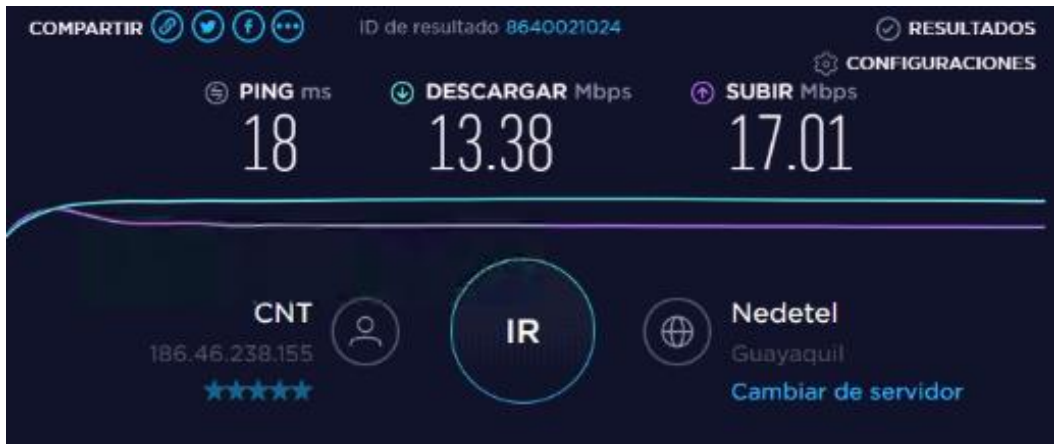 COMPARTIR ID de resultado 8640021024 RESULTADOS
CONFIGURACIONES
PING ms DESCARGAR Mbps SUBIR Mbps
18 13.38 17.01
CNT IR Nedetel
186.46.238.155 Guayaquil
Cambiar de servidor